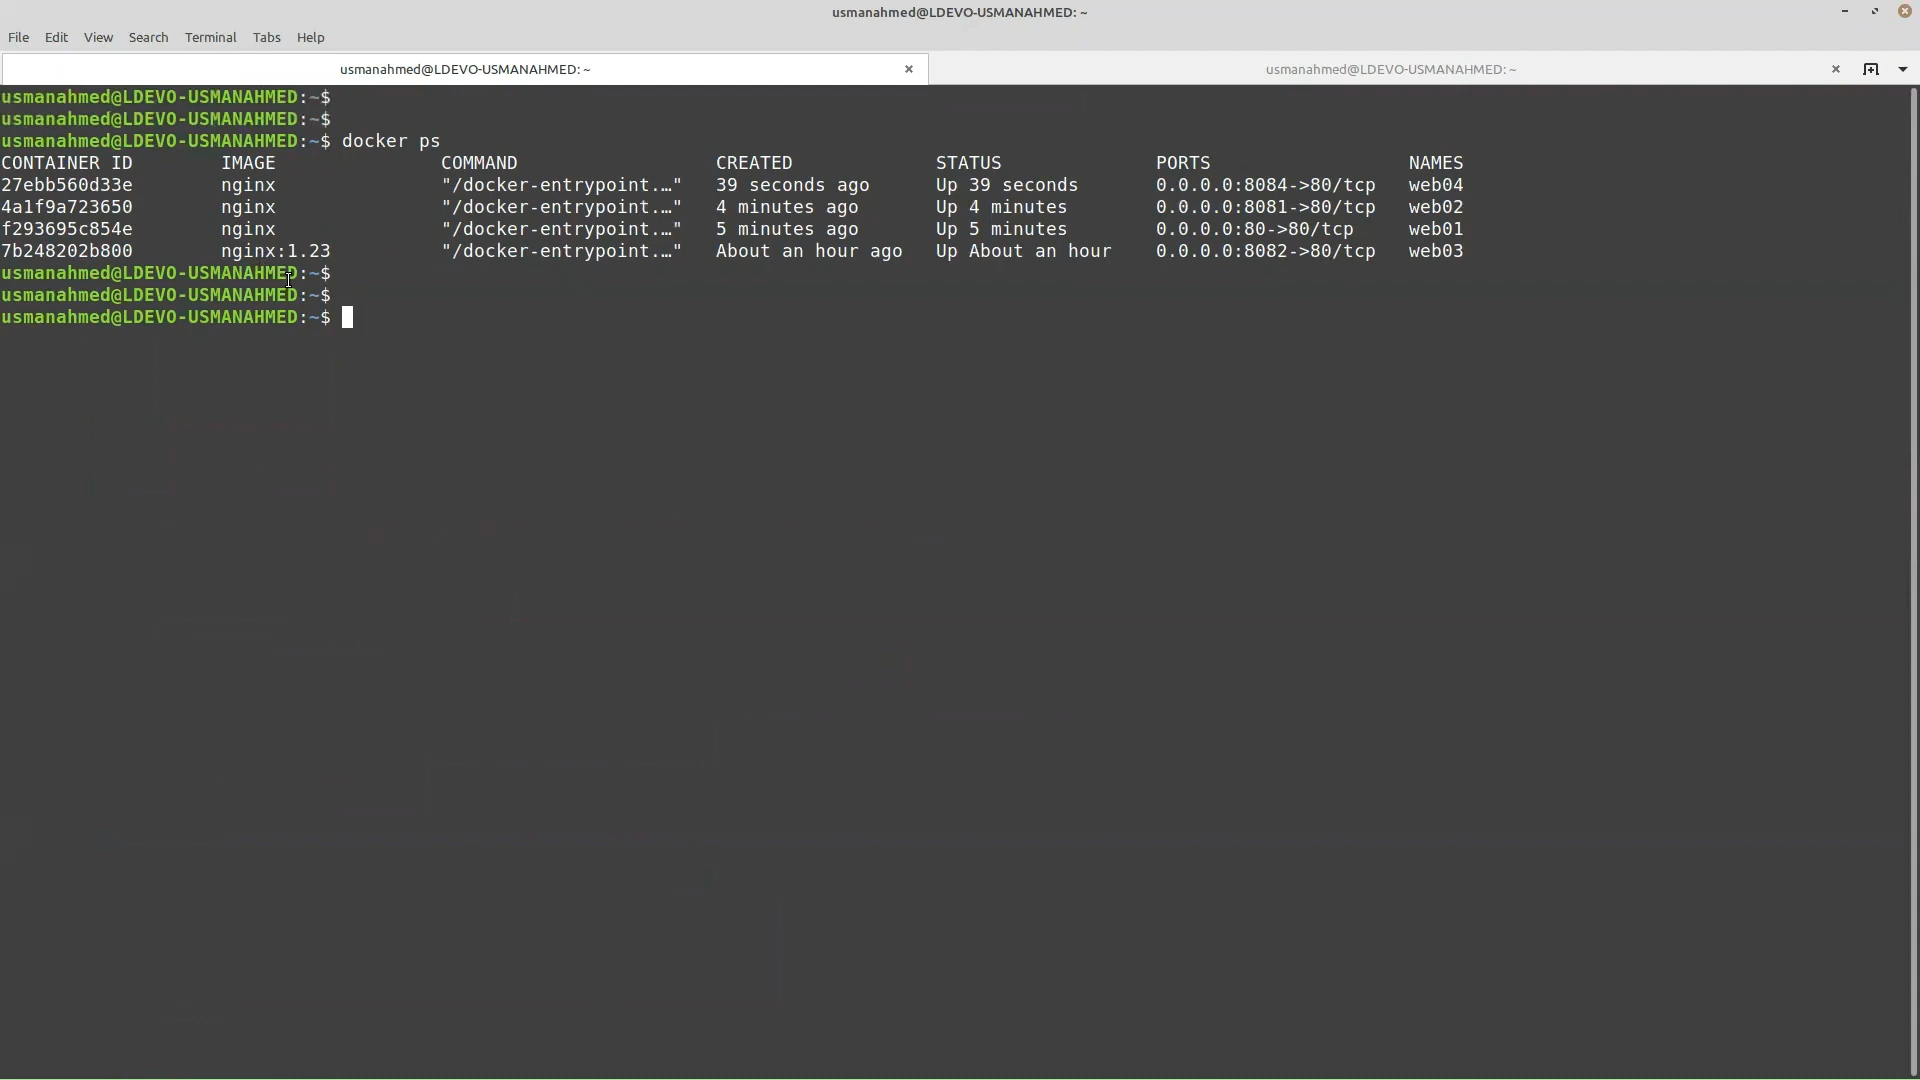 usmanahmed@LDEVO-USMANAHMED: ~
File Edit View Search Terminal Tabs Help
usmanahmed@LDEVO-USMANAHMED: ~ × usmanahmed@LDEVO-USMANAHMED: ~ ×
usmanahmed@LDEVO-USMANAHMED:~$
usmanahmed@LDEVO-USMANAHMED:~$
usmanahmed@LDEVO-USMANAHMED:~$ docker ps
CONTAINER ID IMAGE COMMAND CREATED STATUS PORTS NAMES
27ebb560d33e nginx "/docker-entrypoint.…" 39 seconds ago Up 39 seconds 0.0.0.0:8084->80/tcp web04
4a1f9a723650 nginx "/docker-entrypoint.…" 4 minutes ago Up 4 minutes 0.0.0.0:8081->80/tcp web02
f293695c854e nginx "/docker-entrypoint.…" 5 minutes ago Up 5 minutes 0.0.0.0:80->80/tcp web01
7b248202b800 nginx:1.23 "/docker-entrypoint.…" About an hour ago Up About an hour 0.0.0.0:8082->80/tcp web03
usmanahmed@LDEVO-USMANAHMED:~$
usmanahmed@LDEVO-USMANAHMED:~$
usmanahmed@LDEVO-USMANAHMED:~$